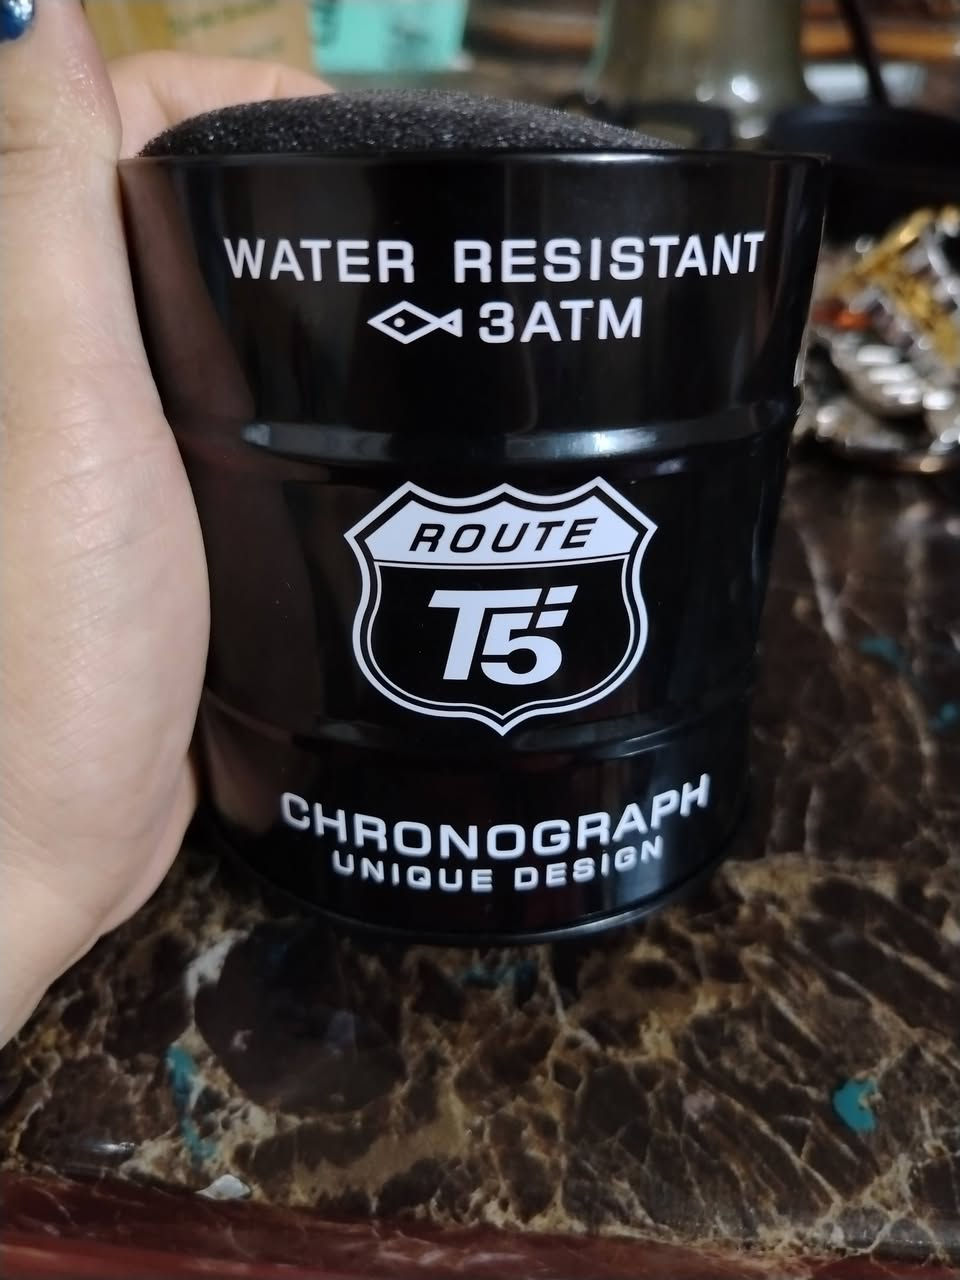 WATER RESISTANT
3ATM
ROUTE
T5
CHRONOGRAPH
UNIQUE DESIGN